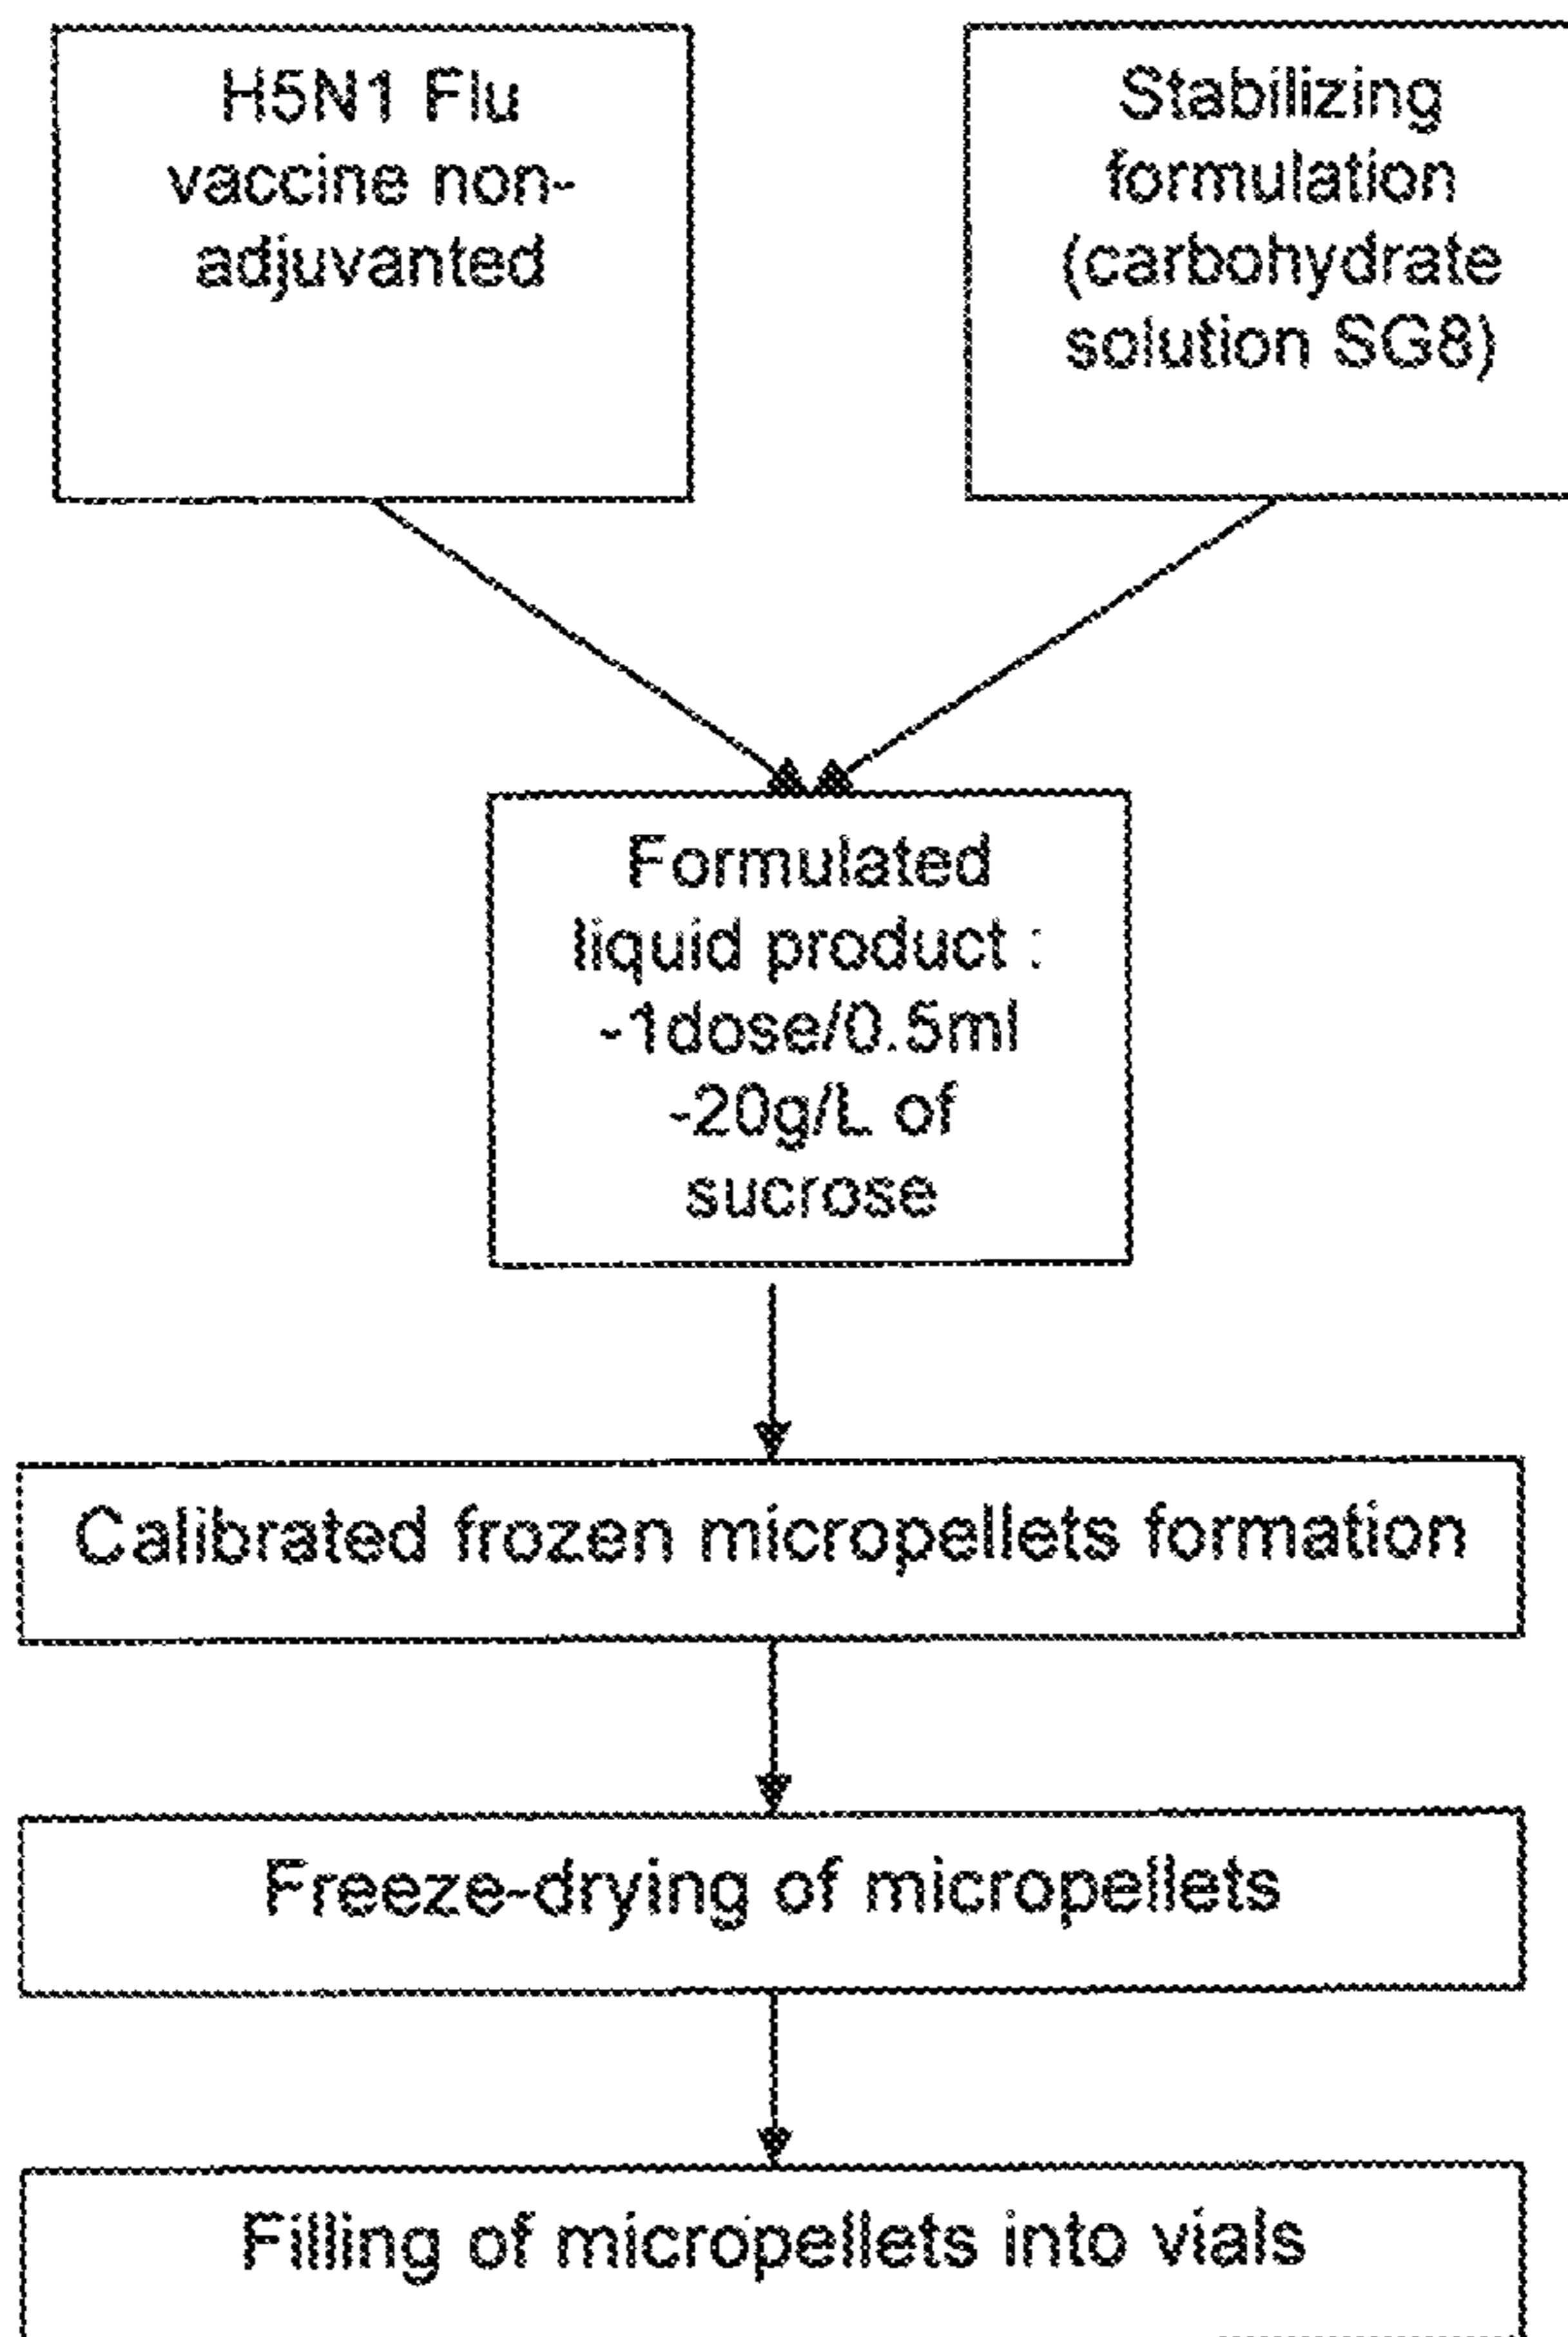 H5N1 Flu
vaccine non-
adjuvanted
Stabilizing
formulation
(carbohydrate
solution SG8)
Formulated
liquid product :
-1dose/0.5ml
-20g/L of
sucrose
Calibrated frozen micropellets formation
Freeze-drying of micropellets
Filling of micropellets into vials